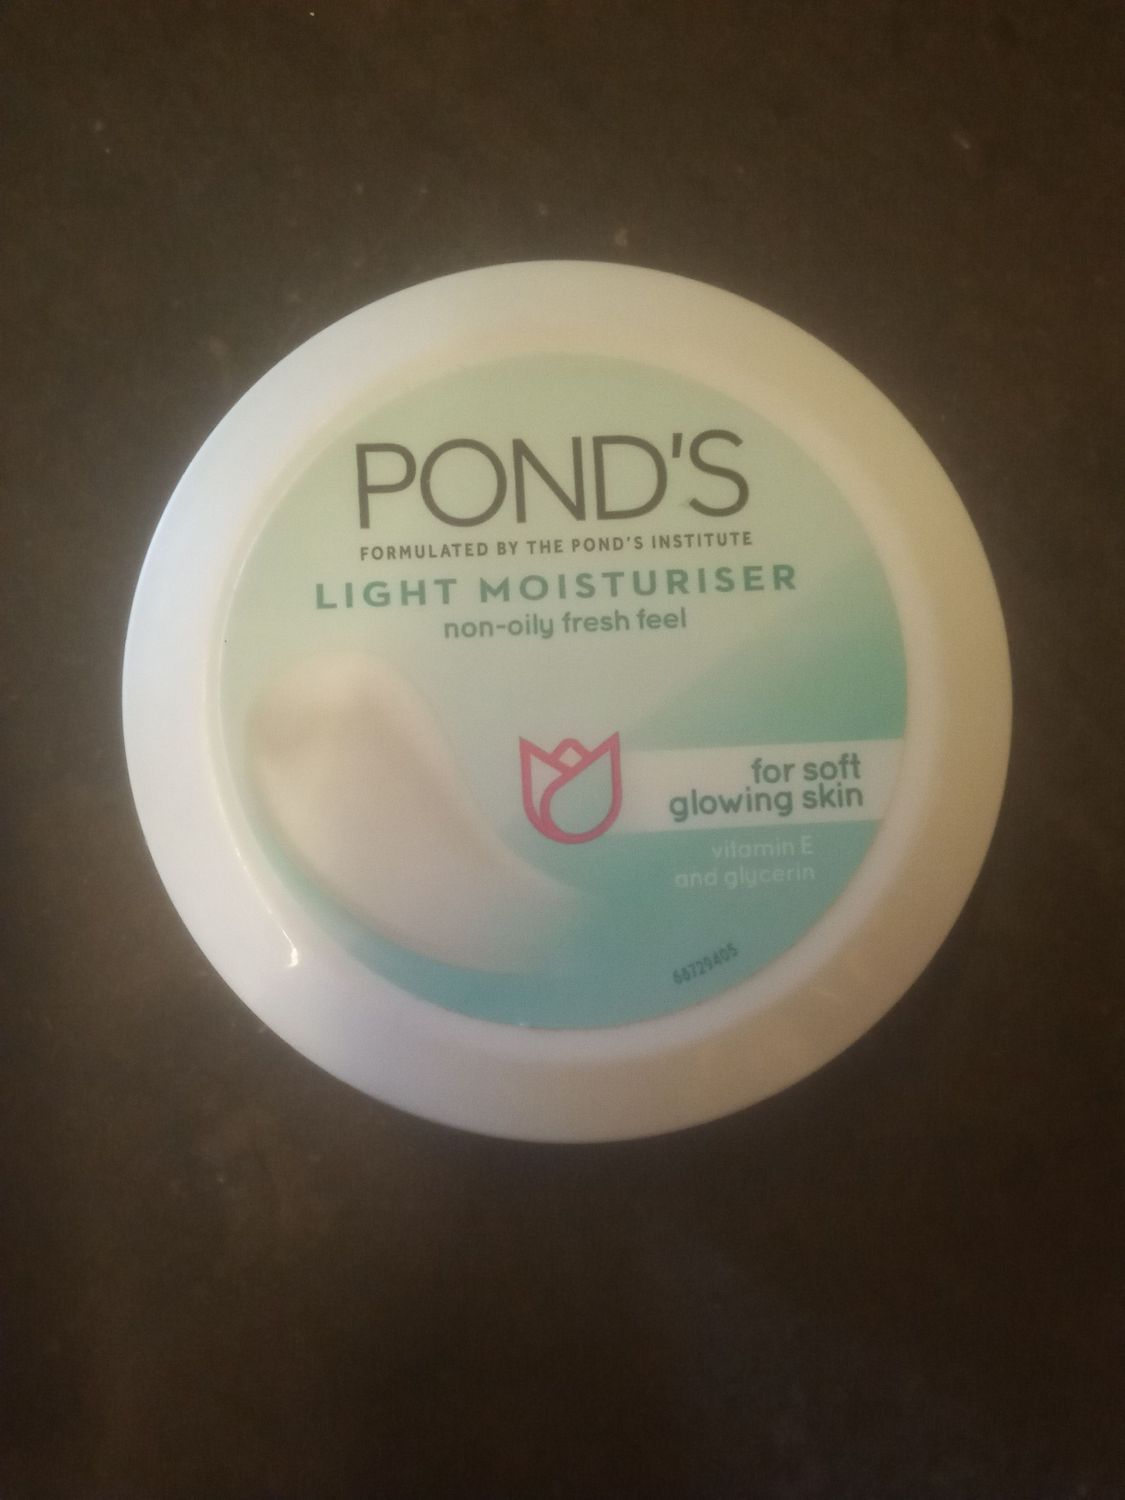 POND'S
FORMULATED BY THE POND'S INSTITUTE
LIGHT MOISTURISER
non-oily fresh feel
for soft
glowing skin
vitamin E
and glycerin
66729405